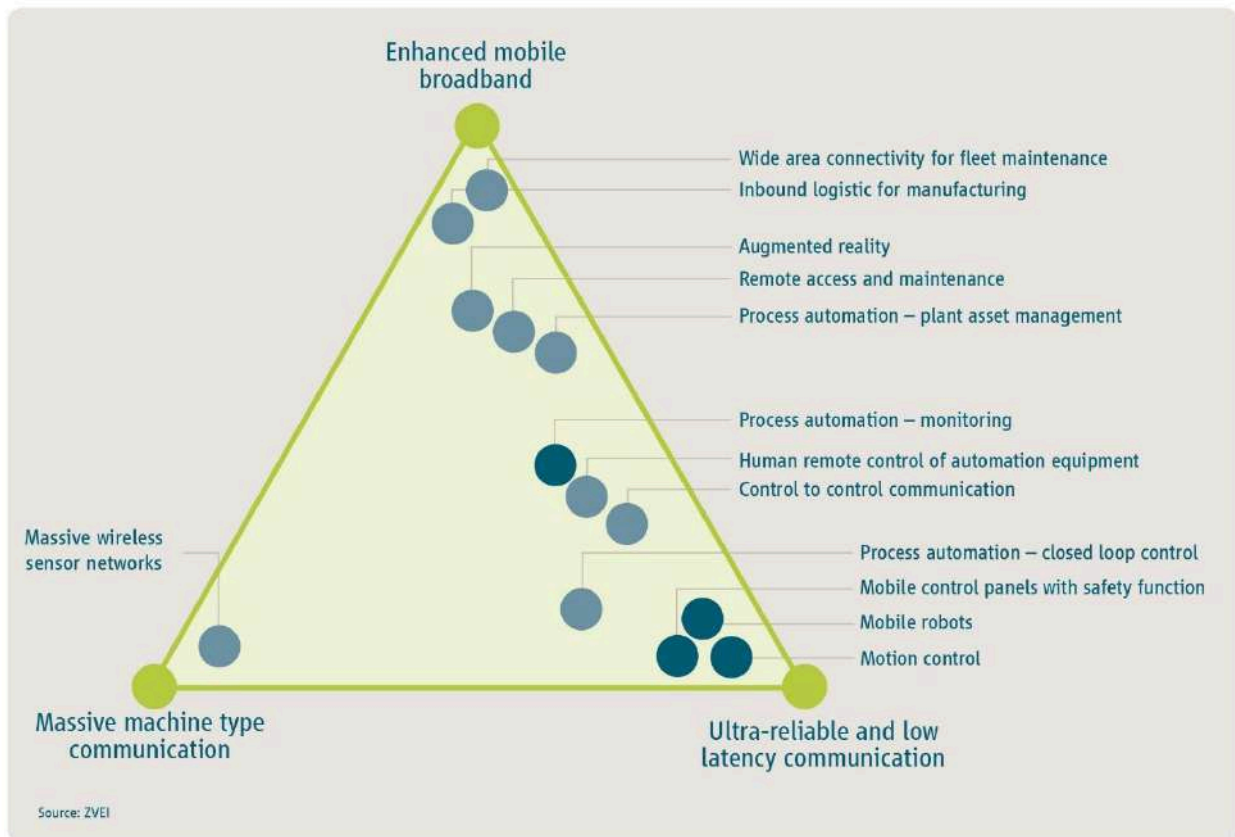 Enhanced mobile
broadband
Wide area connectivity for fleet maintenance
Inbound logistic for manufacturing
Augmented reality
Remote access and maintenance
Process automation – plant asset management
Process automation – monitoring
Human remote control of automation equipment
Control to control communication
Massive wireless
sensor networks
Process automation – closed loop control
Mobile control panels with safety function
Mobile robots
Motion control
Massive machine type
communication
Ultra-reliable and low
latency communication
Source: ZVEI